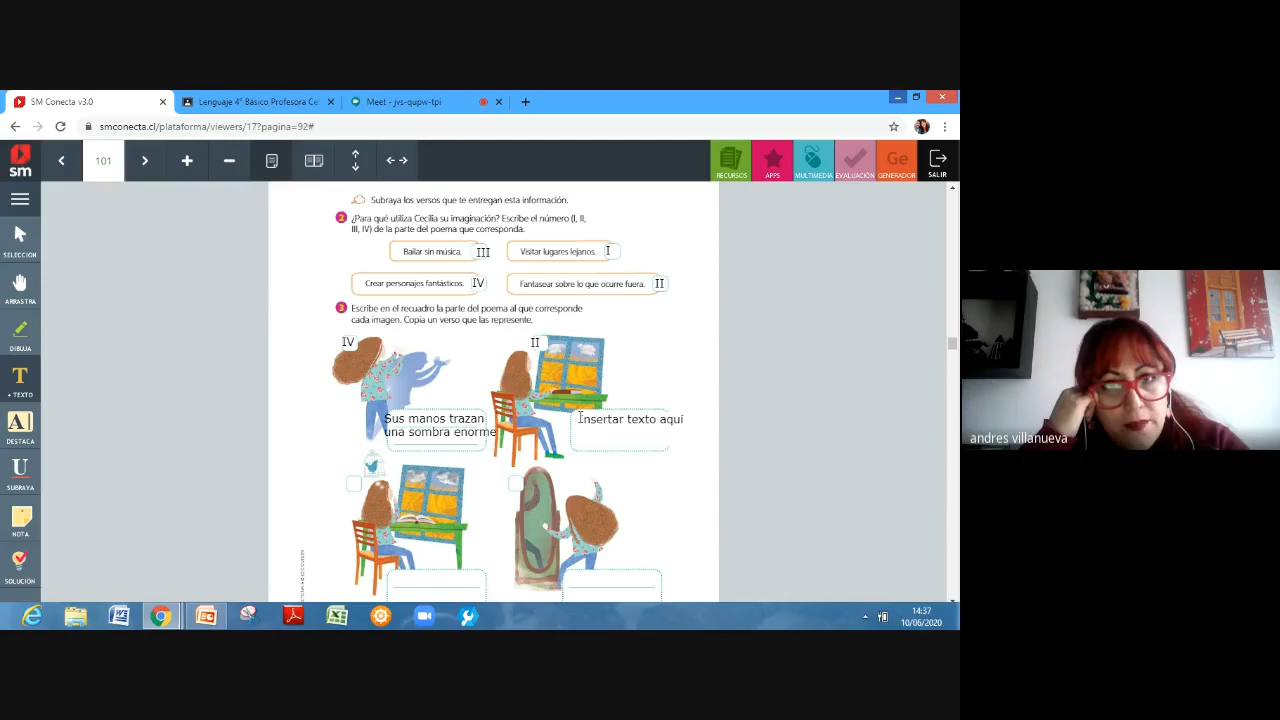 SM Conecta v3.0
Lenguaje 4° Básico Profesora Ce
Meet - jvs-qupw-tpi
smconecta.cl/plataforma/viewers/17?pagina=92#
sm
101
RECURSOS
APPS
MULTIMEDIA
EVALUACIÓN
Ge
GENERADOR
SALIR
SELECCIÓN
ARRASTRA
DIBUJA
T
+ TEXTO
A
DESTACA
U
SUBRAYA
NOTA
SOLUCIÓN
Subraya los versos que te entregan esta información.
2 ¿Para qué utiliza Cecilia su imaginación? Escribe el número (I, II,
III, IV) de la parte del poema que corresponda.
Bailar sin música. III
Visitar lugares lejanos. I
Crear personajes fantásticos. IV
Fantasear sobre lo que ocurre fuera. II
3 Escribe en el recuadro la parte del poema al que corresponde
cada imagen. Copia un verso que las represente.
IV
II
Sus manos trazan
una sombra enorme
Insertar texto aquí
andres villanueva
14:37
10/06/2020